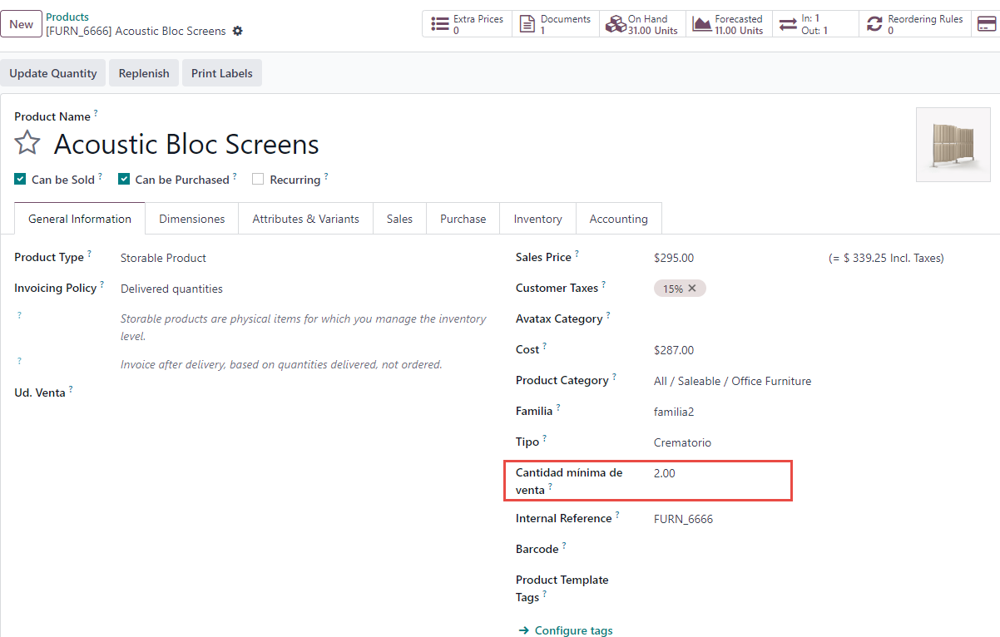 New
Products
[FURN_6666] Acoustic Bloc Screens
Extra Prices
0
Documents
1
On Hand
31.00 Units
Forecasted
11.00 Units
In: 1
Out: 1
Reordering Rules
0
Update Quantity
Replenish
Print Labels
Product Name ?
Acoustic Bloc Screens
Can be Sold ?
Can be Purchased ?
Recurring ?
General Information
Dimensiones
Attributes & Variants
Sales
Purchase
Inventory
Accounting
Product Type ?
Storable Product
Invoicing Policy ?
Delivered quantities
?
Storable products are physical items for which you manage the inventory
level.
?
Invoice after delivery, based on quantities delivered, not ordered.
Ud. Venta ?
Sales Price ?
$295.00
(= $ 339.25 Incl. Taxes)
Customer Taxes ?
15%
Avatax Category ?
Cost ?
$287.00
Product Category ?
All / Saleable / Office Furniture
Familia ?
familia2
Tipo ?
Crematorio
Cantidad mínima de
venta ?
2.00
Internal Reference ?
FURN_6666
Barcode ?
Product Template
Tags ?
Configure tags